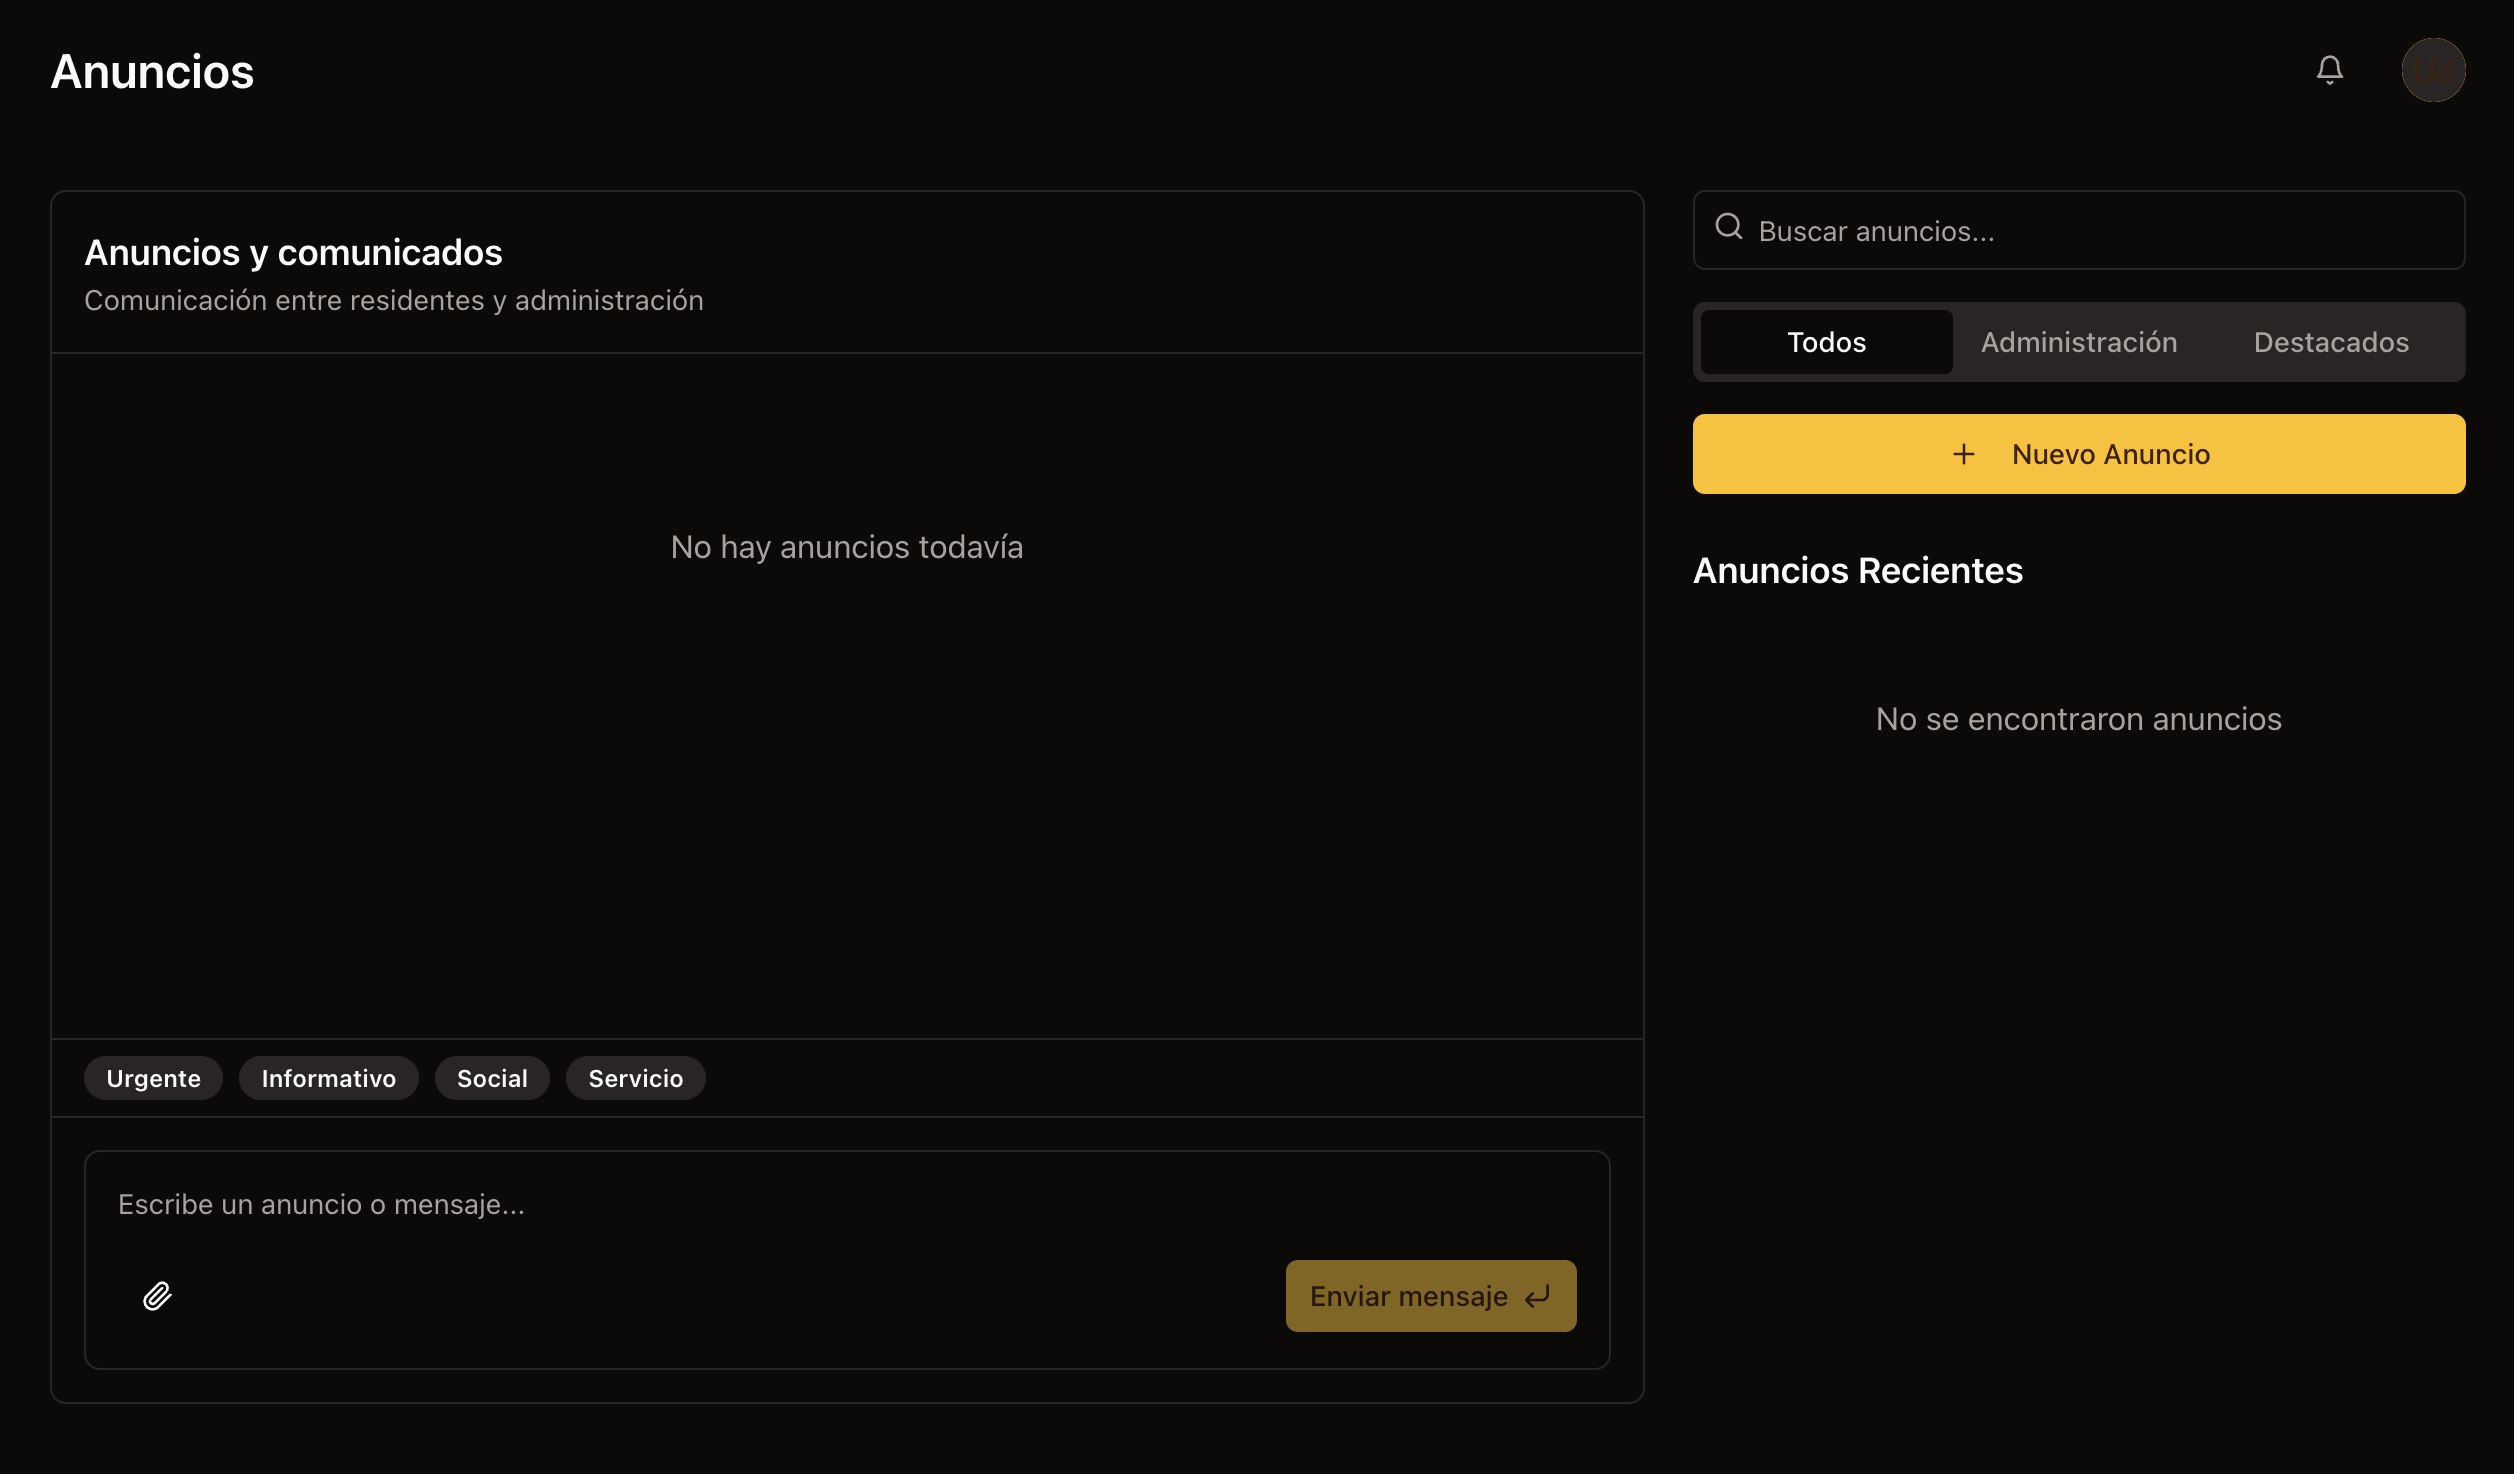 Anuncios
Anuncios y comunicados
Comunicación entre residentes y administración
No hay anuncios todavía
Urgente
Informativo
Social
Servicio
Escribe un anuncio o mensaje...
Enviar mensaje
Buscar anuncios...
Todos
Administración
Destacados
Nuevo Anuncio
Anuncios Recientes
No se encontraron anuncios